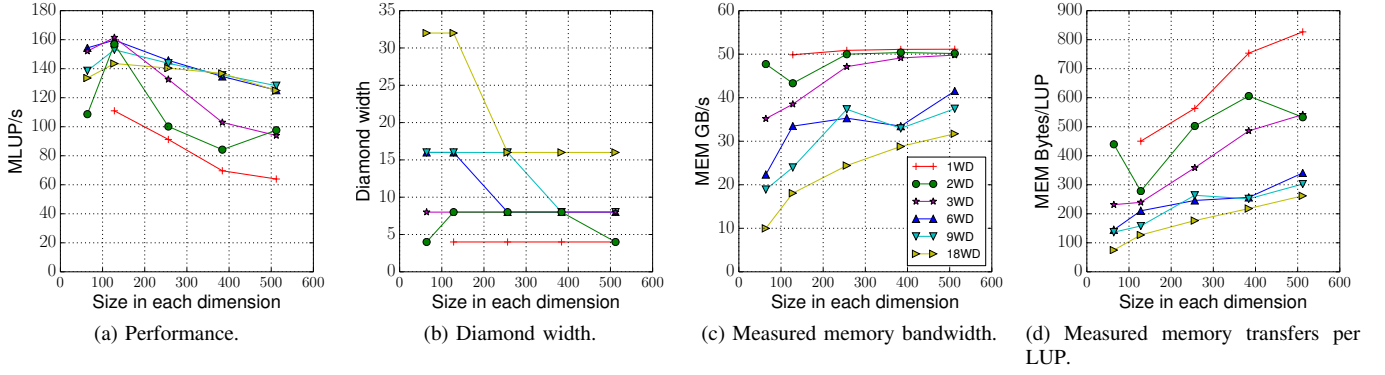 MLUP/s
180
160
140
120
100
80
60
40
20
0
0 100 200 300 400 500 600
Size in each dimension
(a) Performance.
Diamond width
35
30
25
20
15
10
5
0
0 100 200 300 400 500 600
Size in each dimension
(b) Diamond width.
MEM GB/s
60
50
40
30
20
10
0
0 100 200 300 400 500 600
Size in each dimension
1WD
2WD
3WD
6WD
9WD
18WD
(c) Measured memory bandwidth.
MEM Bytes/LUP
900
800
700
600
500
400
300
200
100
0
0 100 200 300 400 500 600
Size in each dimension
(d) Measured memory transfers per
LUP.